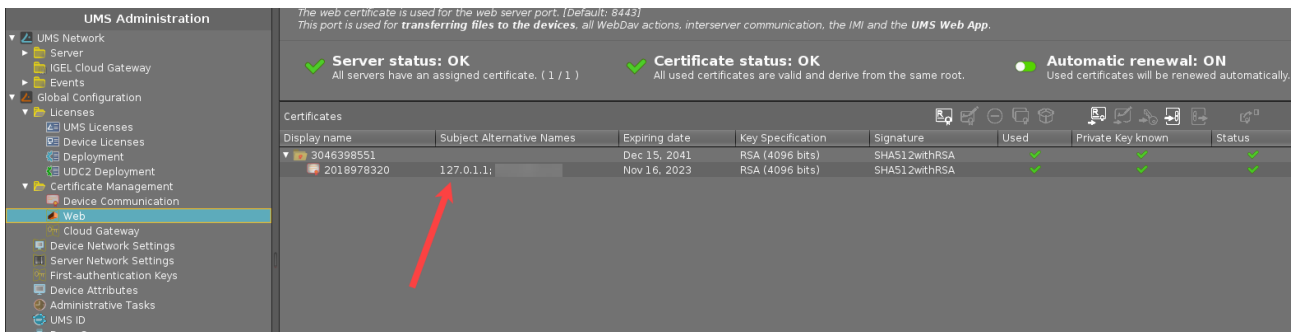 UMS Administration
The web certificate is used for the web server port. [Default: 8443]
This port is used for transferring files to the devices, all WebDav actions, interserver communication, the IMI and the UMS Web App.
UMS Network
Server
IGEL Cloud Gateway
Events
Global Configuration
Licenses
UMS Licenses
Device Licenses
Deployment
UDC2 Deployment
Certificate Management
Device Communication
Web
Cloud Gateway
Device Network Settings
Server Network Settings
First-authentication Keys
Device Attributes
Administrative Tasks
UMS ID
Server status: OK
All servers have an assigned certificate. ( 1 / 1 )
Certificate status: OK
All used certificates are valid and derive from the same root.
Automatic renewal: ON
Used certificates will be renewed automatically.
Certificates
Display name Subject Alternative Names Expiring date Key Specification Signature Used Private Key known Status
3046398551 Dec 15, 2041 RSA (4096 bits) SHA512withRSA
2018978320 127.0.1.1; Nov 16, 2023 RSA (4096 bits) SHA512withRSA